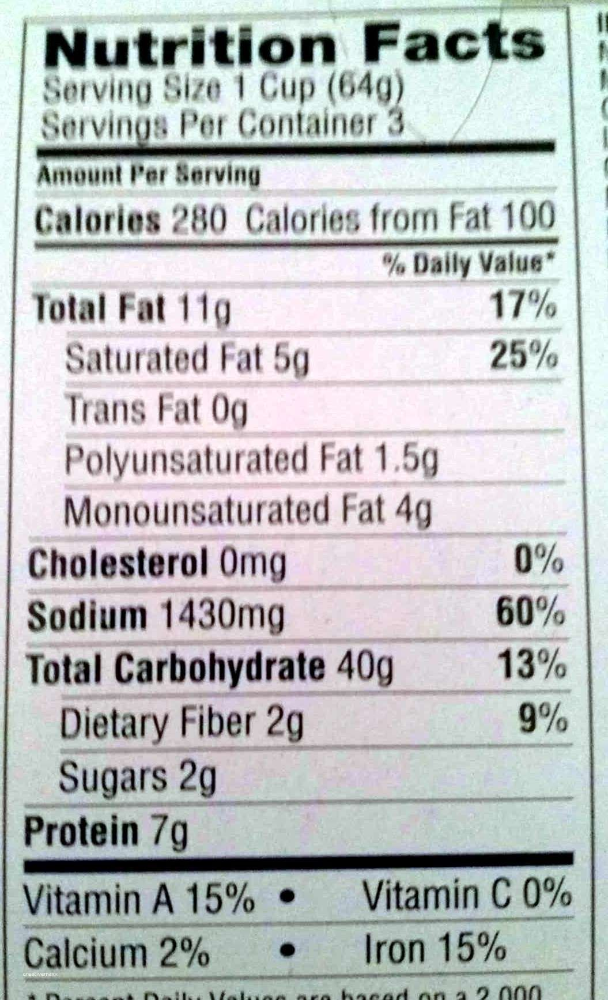 Nutrition Facts
Serving Size 1 Cup (64g)
Servings Per Container 3
Amount Per Serving
Calories 280 Calories from Fat 100
% Daily Value*
Total Fat 11g 17%
Saturated Fat 5g 25%
Trans Fat 0g
Polyunsaturated Fat 1.5g
Monounsaturated Fat 4g
Cholesterol 0mg 0%
Sodium 1430mg 60%
Total Carbohydrate 40g 13%
Dietary Fiber 2g 9%
Sugars 2g
Protein 7g
Vitamin A 15% • Vitamin C 0%
Calcium 2% • Iron 15%
creativemaxx
* Percent Daily Values are based on a 2,000